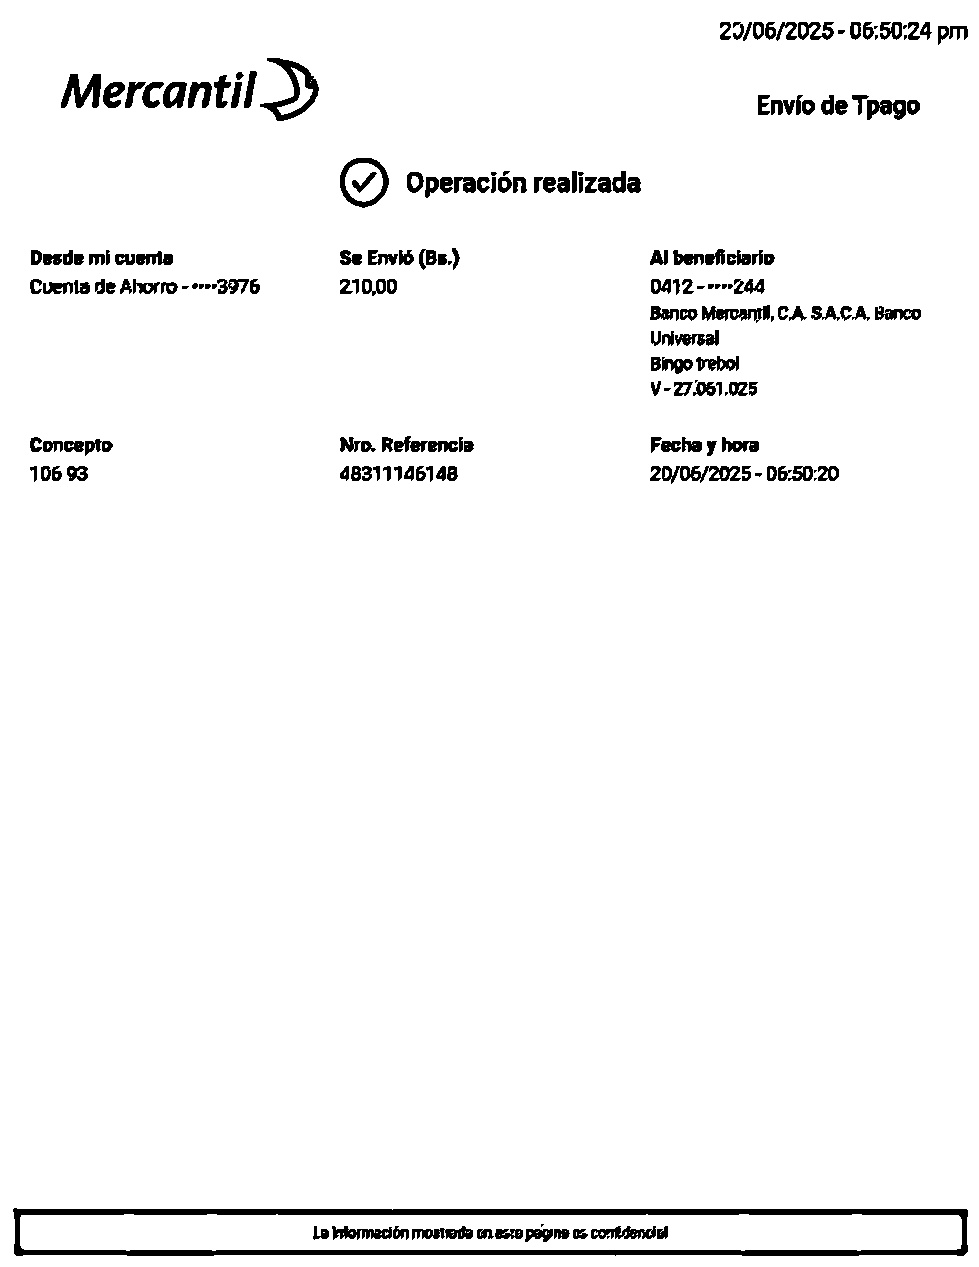 20/06/2025 - 06:50:24 pm
Mercantil
Envío de Tpago
Operación realizada
Desde mi cuenta
Cuenta de Ahorro - ····3976
Se Envió (Bs.)
210,00
Al beneficiario
0412 - ····244
Banco Mercantil, C.A. S.A.C.A. Banco
Universal
Bingo trebol
V - 27.061.025
Concepto
106 93
Nro. Referencia
48311146148
Fecha y hora
20/06/2025 - 06:50:20
La información mostrada en esta página es confidencial